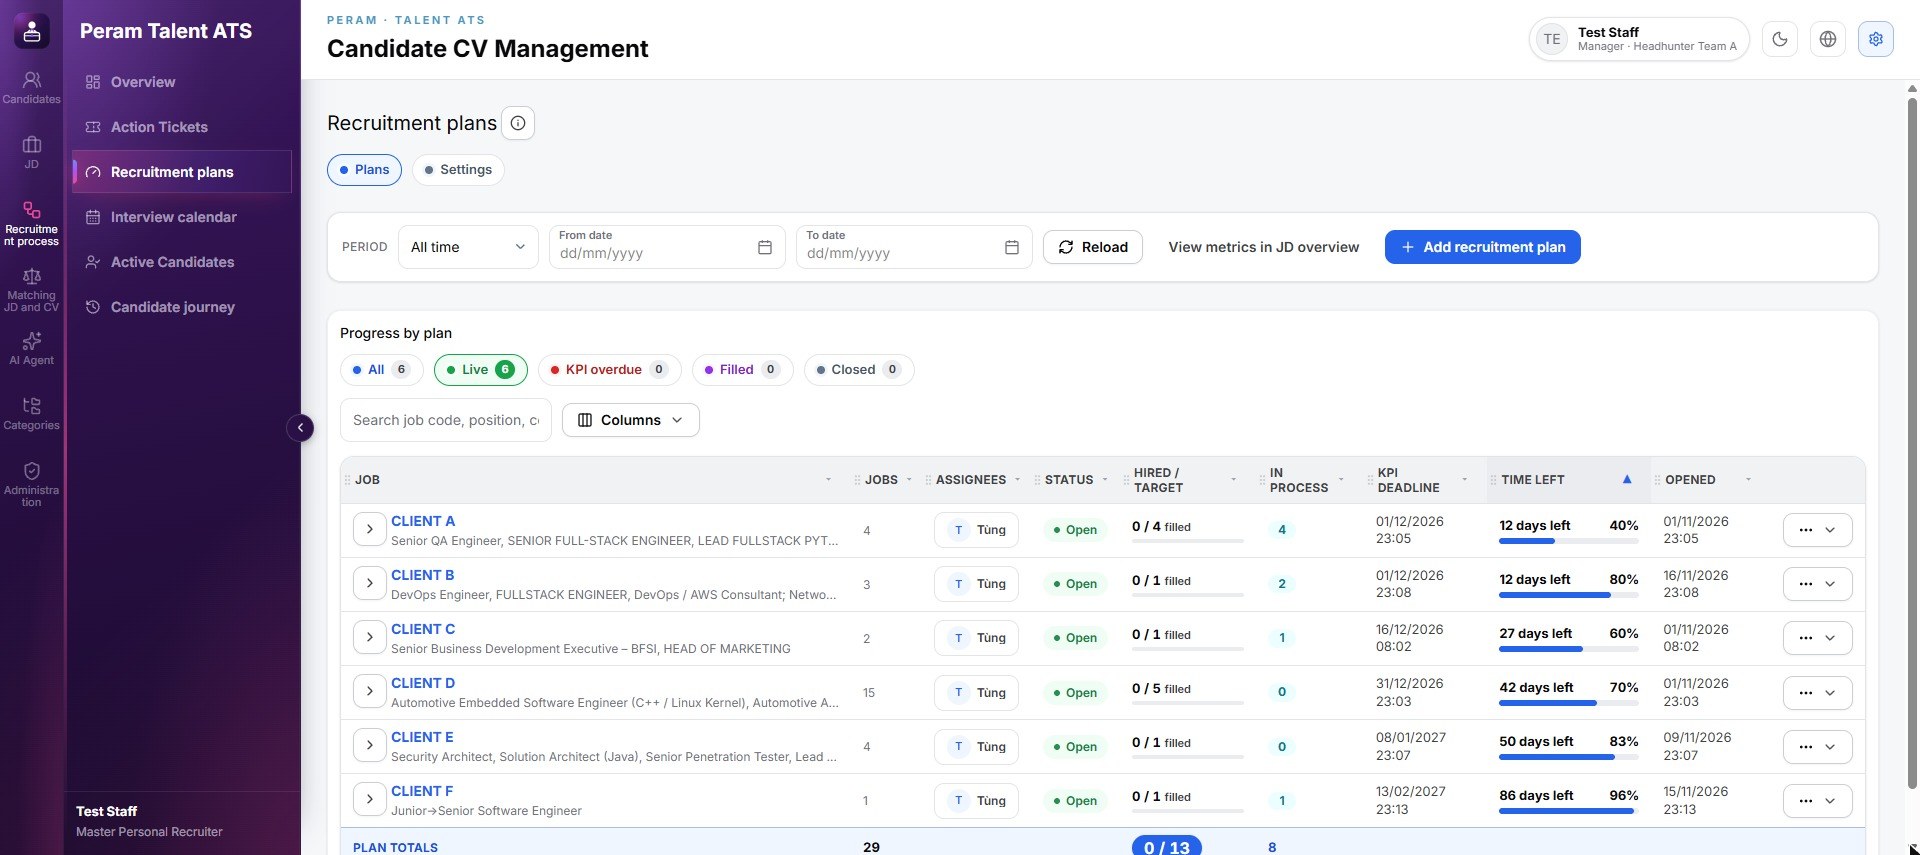 Peram Talent ATS
Candidates
JD
Recruitme
nt process
Matching
JD and CV
AI Agent
Categories
Administra
tion
Overview
Action Tickets
Recruitment plans
Interview calendar
Active Candidates
Candidate journey
Test Staff
Master Personal Recruiter
PERAM · TALENT ATS
Candidate CV Management
TE
Test Staff
Manager · Headhunter Team A
Recruitment plans
Plans
Settings
PERIOD
All time
From date
dd/mm/yyyy
To date
dd/mm/yyyy
Reload
View metrics in JD overview
+ Add recruitment plan
Progress by plan
All 6
Live 6
KPI overdue 0
Filled 0
Closed 0
Search job code, position, c
Columns
JOB
JOBS
ASSIGNEES
STATUS
HIRED /
TARGET
IN
PROCESS
KPI
DEADLINE
TIME LEFT
OPENED
CLIENT A
Senior QA Engineer, SENIOR FULL-STACK ENGINEER, LEAD FULLSTACK PYT...
4
T Tùng
Open
0 / 4 filled
4
01/12/2026
23:05
12 days left 40%
01/11/2026
23:05
CLIENT B
DevOps Engineer, FULLSTACK ENGINEER, DevOps / AWS Consultant; Netwo...
3
T Tùng
Open
0 / 1 filled
2
01/12/2026
23:08
12 days left 80%
16/11/2026
23:08
CLIENT C
Senior Business Development Executive – BFSI, HEAD OF MARKETING
2
T Tùng
Open
0 / 1 filled
1
16/12/2026
08:02
27 days left 60%
01/11/2026
08:02
CLIENT D
Automotive Embedded Software Engineer (C++ / Linux Kernel), Automotive A...
15
T Tùng
Open
0 / 5 filled
0
31/12/2026
23:03
42 days left 70%
01/11/2026
23:03
CLIENT E
Security Architect, Solution Architect (Java), Senior Penetration Tester, Lead ...
4
T Tùng
Open
0 / 1 filled
0
08/01/2027
23:07
50 days left 83%
09/11/2026
23:07
CLIENT F
Junior→Senior Software Engineer
1
T Tùng
Open
0 / 1 filled
1
13/02/2027
23:13
86 days left 96%
15/11/2026
23:13
PLAN TOTALS
29
0 / 13
8